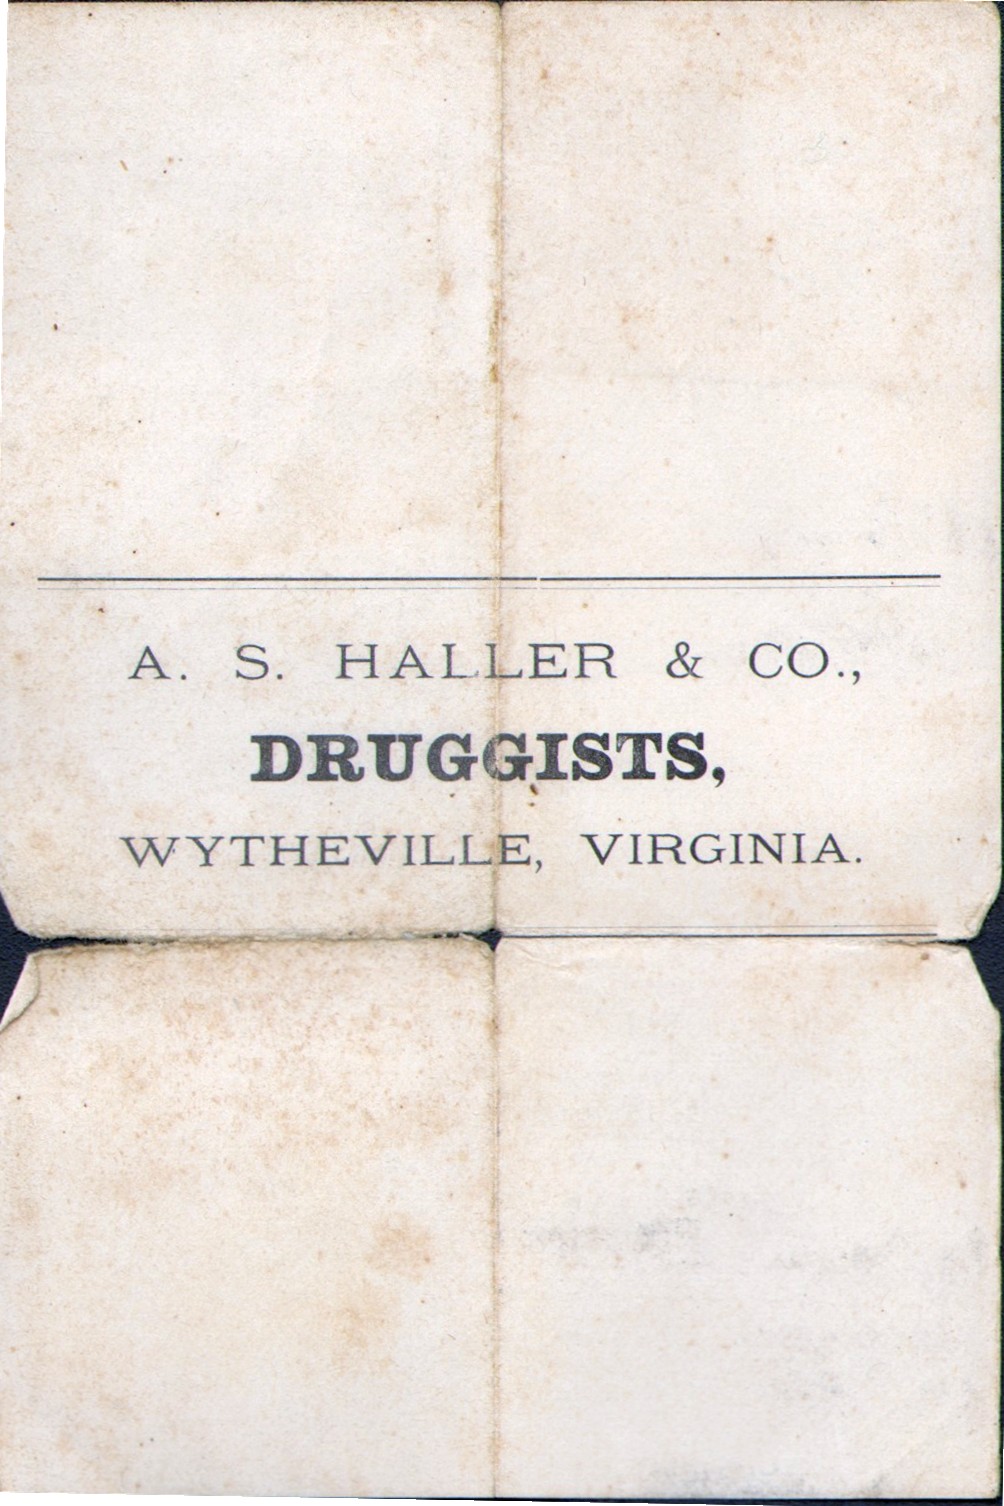 A. S. HALLER & CO.,
DRUGGISTS,
WYTHEVILLE, VIRGINIA.